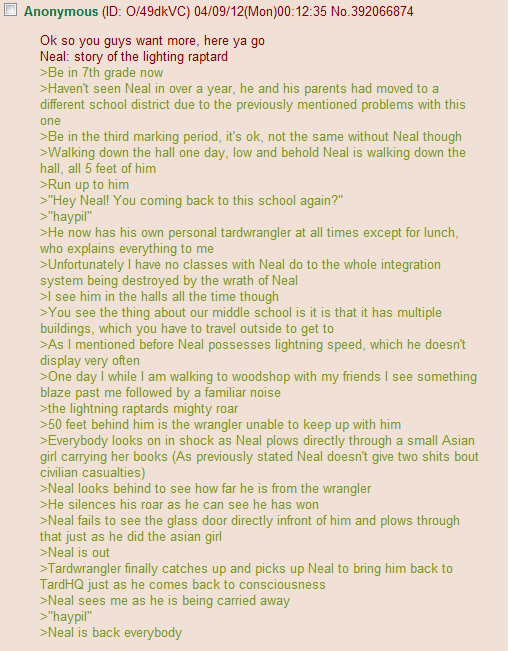 Anonymous (ID: O/49dkVC) 04/09/12(Mon)00:12:35 No.392066874
Ok so you guys want more, here ya go
Neal: story of the lighting raptard
>Be in 7th grade now
>Haven't seen Neal in over a year, he and his parents had moved to a
different school district due to the previously mentioned problems with this
one
>Be in the third marking period, it's ok, not the same without Neal though
>Walking down the hall one day, low and behold Neal is walking down the
hall, all 5 feet of him
>Run up to him
>"Hey Neal! You coming back to this school again?"
>"haypil"
>He now has his own personal tardwrangler at all times except for lunch,
who explains everything to me
>Unfortunately I have no classes with Neal do to the whole integration
system being destroyed by the wrath of Neal
>I see him in the halls all the time though
>You see the thing about our middle school is it is that it has multiple
buildings, which you have to travel outside to get to
>As I mentioned before Neal possesses lightning speed, which he doesn't
display very often
>One day I while I am walking to woodshop with my friends I see something
blaze past me followed by a familiar noise
>the lightning raptards mighty roar
>50 feet behind him is the wrangler unable to keep up with him
>Everybody looks on in shock as Neal plows directly through a small Asian
girl carrying her books (As previously stated Neal doesn't give two shits bout
civilian casualties)
>Neal looks behind to see how far he is from the wrangler
>He silences his roar as he can see he has won
>Neal fails to see the glass door directly infront of him and plows through
that just as he did the asian girl
>Neal is out
>Tardwrangler finally catches up and picks up Neal to bring him back to
TardHQ just as he comes back to consciousness
>Neal sees me as he is being carried away
>"haypil"
>Neal is back everybody